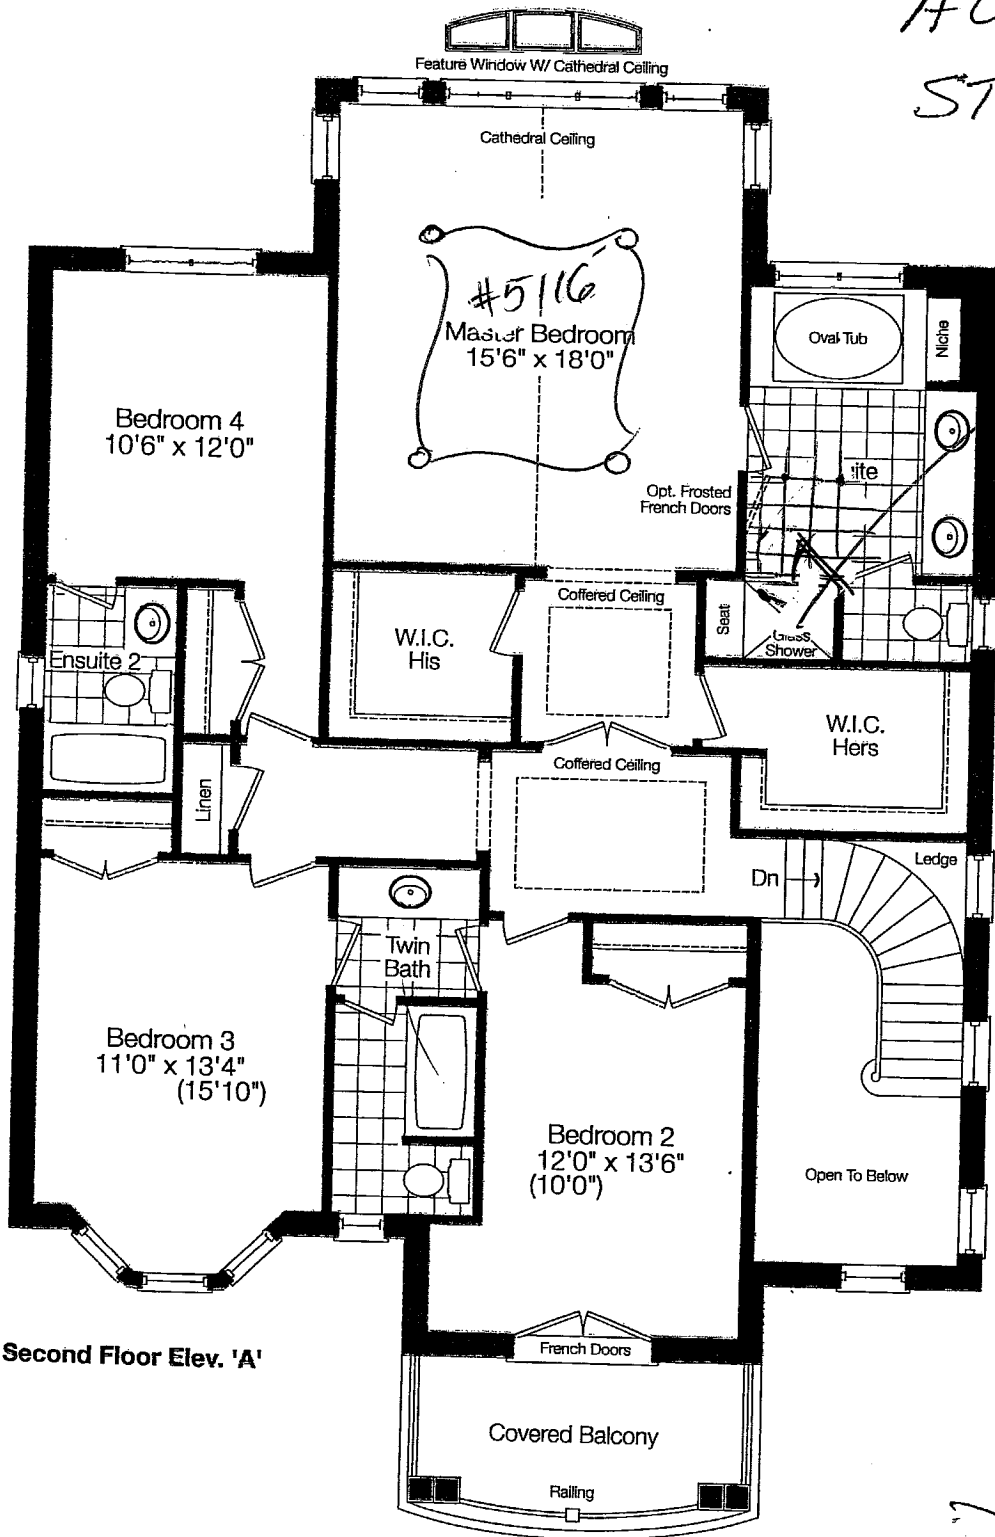 Feature Window W/ Cathedral Ceiling
Cathedral Ceiling
#5116
Master Bedroom
15'6" x 18'0"
Oval Tub
Niche
Bedroom 4
10'6" x 12'0"
Opt. Frosted
French Doors
Coffered Ceiling
Seat
Glass
Shower
W.I.C.
His
Ensuite 2
W.I.C.
Hers
Coffered Ceiling
Linen
Ledge
Dn
Twin
Bath
Bedroom 3
11'0" x 13'4"
(15'10")
Bedroom 2
12'0" x 13'6"
(10'0")
Open To Below
French Doors
Second Floor Elev. 'A'
Covered Balcony
Railing